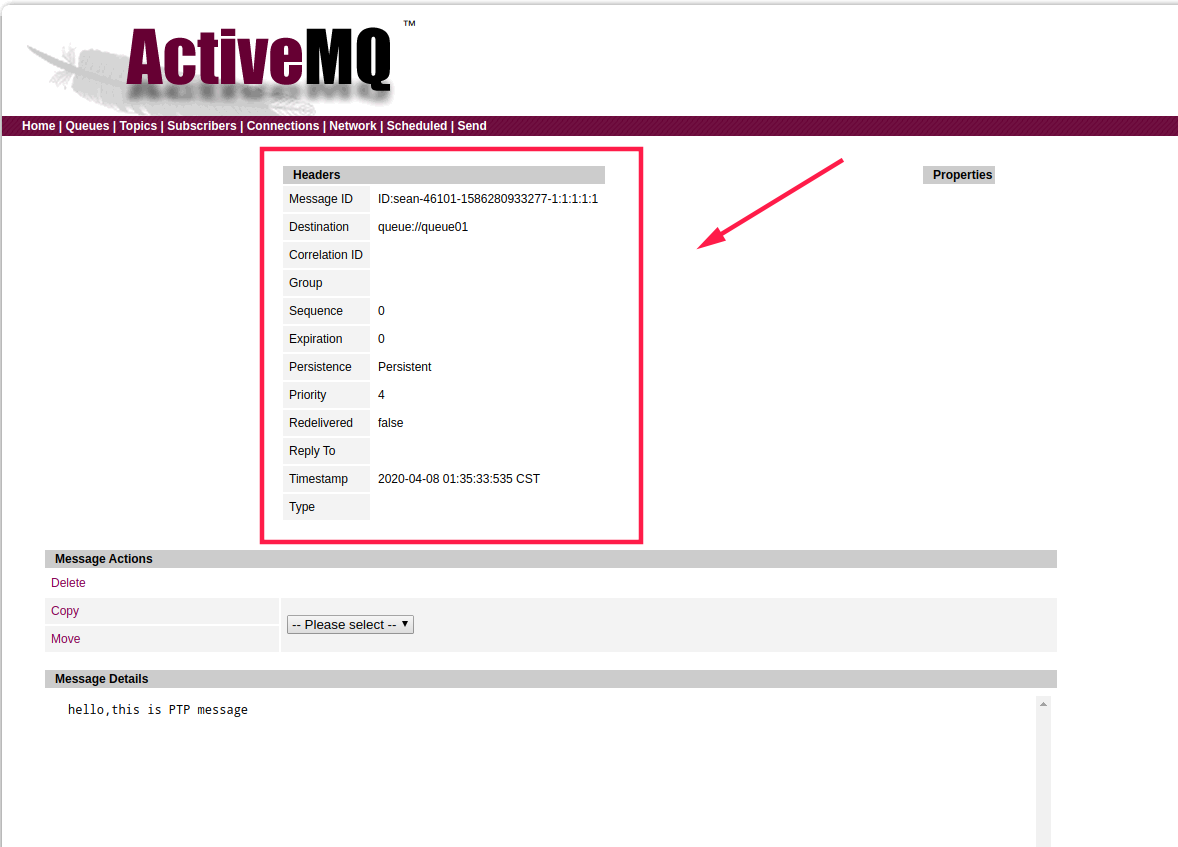 ActiveMQ ™
Home | Queues | Topics | Subscribers | Connections | Network | Scheduled | Send
Headers
Message ID ID:sean-46101-1586280933277-1:1:1:1:1
Destination queue://queue01
Correlation ID
Group
Sequence 0
Expiration 0
Persistence Persistent
Priority 4
Redelivered false
Reply To
Timestamp 2020-04-08 01:35:33:535 CST
Type
Properties
Message Actions
Delete
Copy
-- Please select --
Move
Message Details
hello,this is PTP message